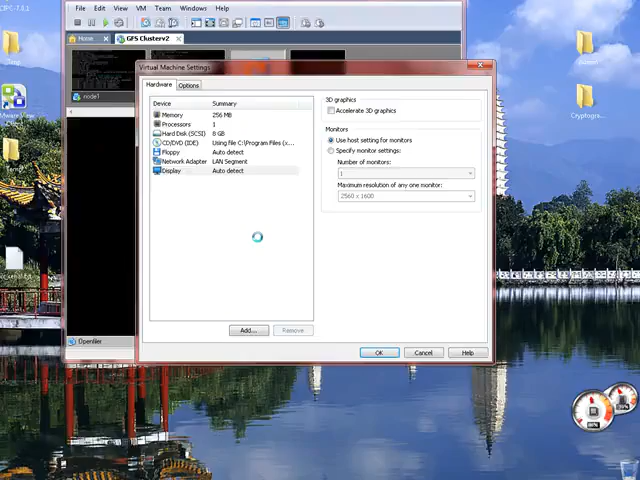 CIPC-7.3.1
File Edit View VM Team Windows Help
Home × GFS Clusterv2 ×
node1
Openfiler
Virtual Machine Settings
Hardware Options
Device Summary
Memory 256 MB
Processors 1
Hard Disk (SCSI) 8 GB
CD/DVD (IDE) Using file C:\Program Files (x...
Floppy Auto detect
Network Adapter LAN Segment
Display Auto detect
3D graphics
Accelerate 3D graphics
Monitors
Use host setting for monitors
Specify monitor settings:
Number of monitors:
1
Maximum resolution of any one monitor:
2560 x 1600
Add... Remove
OK Cancel Help
Cryptogra...